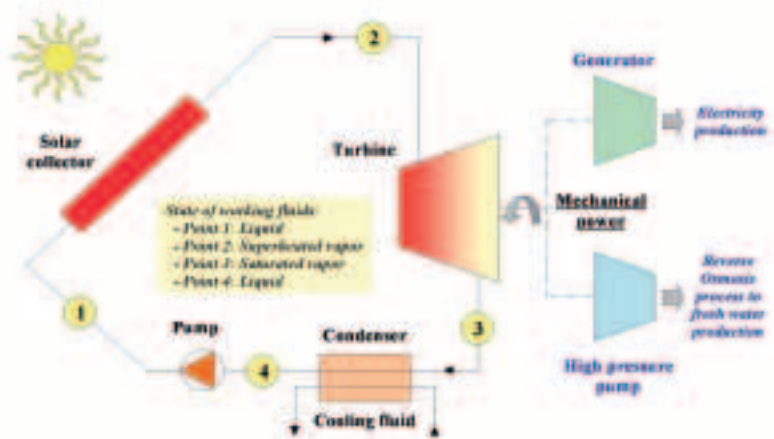 2
Generator
Electricity
production
Solar
collector
Turbine
State of working fluids:
- Point 1: Liquid
- Point 2: Superheated vapor
- Point 3: Saturated vapor
- Point 4: Liquid
Mechanical
power
Reverse
Osmosis
process to
fresh water
production
1
Pump
Condenser
3
4
High pressure
pump
Cooling fluid